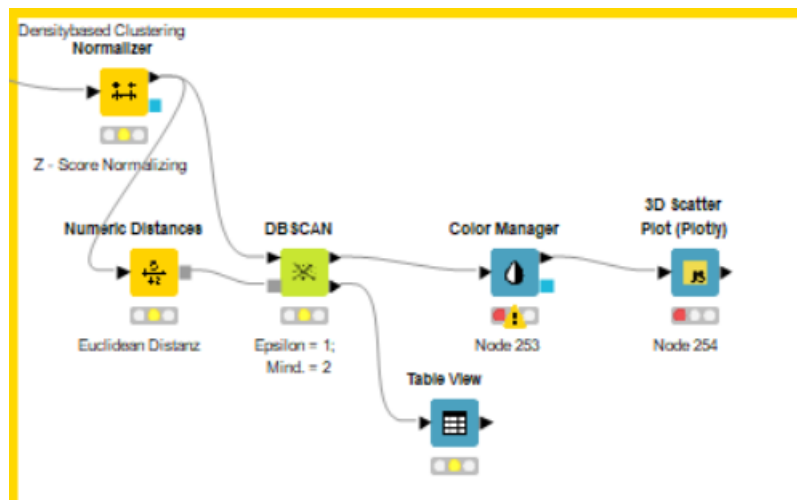 Densitybased Clustering
Normalizer
Z - Score Normalizing
Numeric Distances
Euclidean Distanz
DBSCAN
Epsilon = 1;
Mind. = 2
Color Manager
Node 253
3D Scatter
Plot (Plotly)
JS
Node 254
Table View